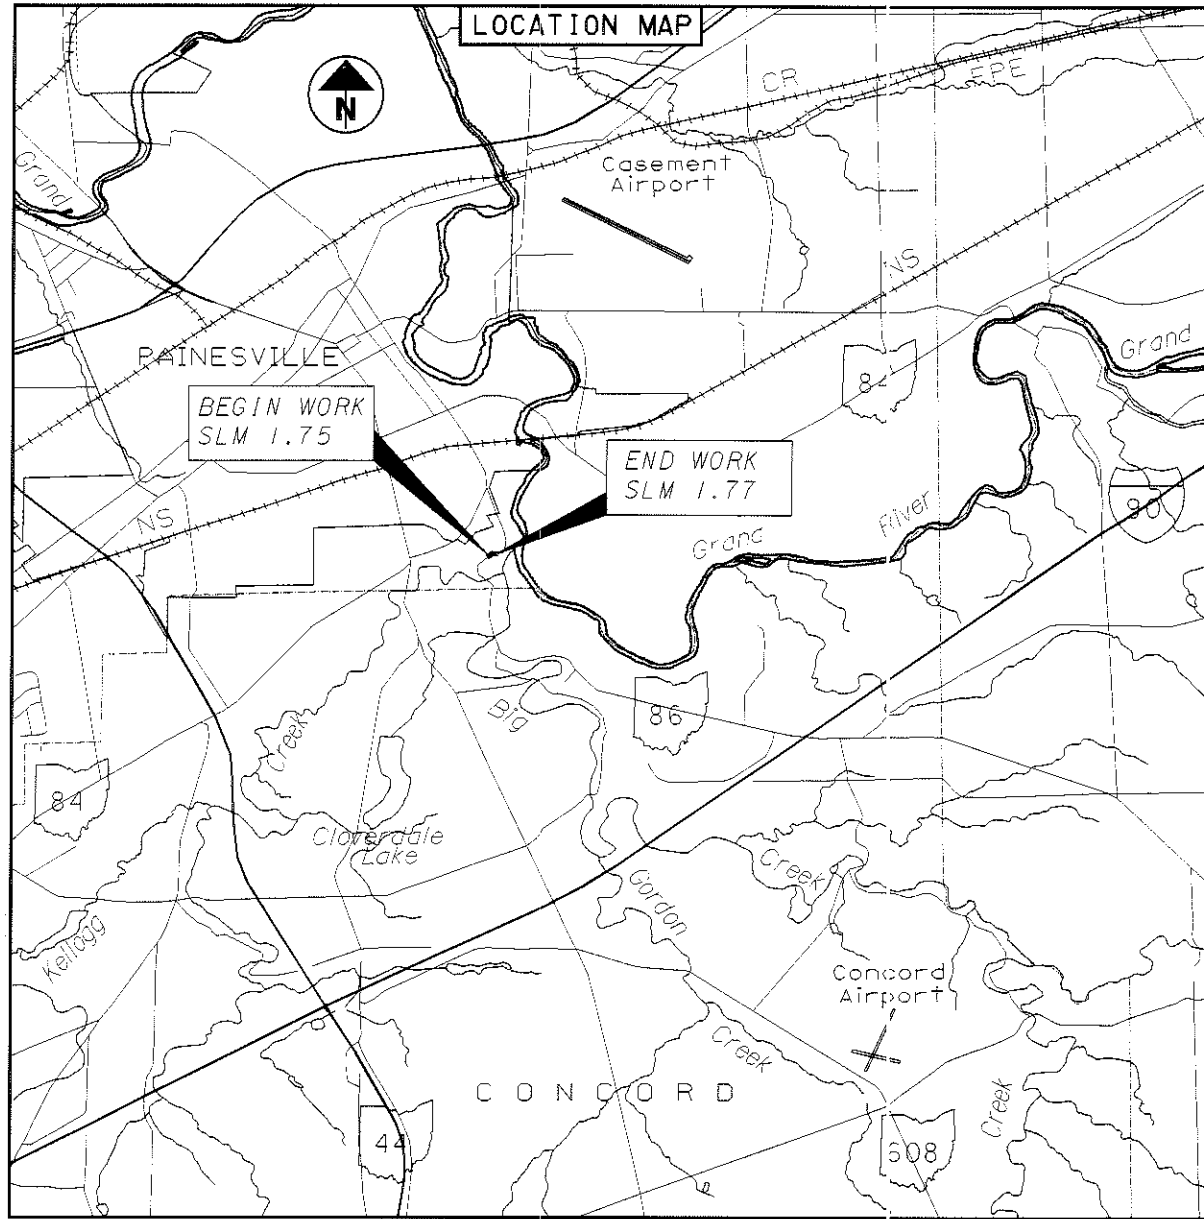 LOCATION MAP
N
CR
EPE
Grand
Casement
Airport
NS
PAINESVILLE
84
Grand
BEGIN WORK
SLM 1.75
END WORK
SLM 1.77
90
NS
Grand
River
Big
86
Creek
84
Cloverdale
Lake
Creek
Gordon
Kellogg
Concord
Airport
Creek
CONCORD
Creek
44
608